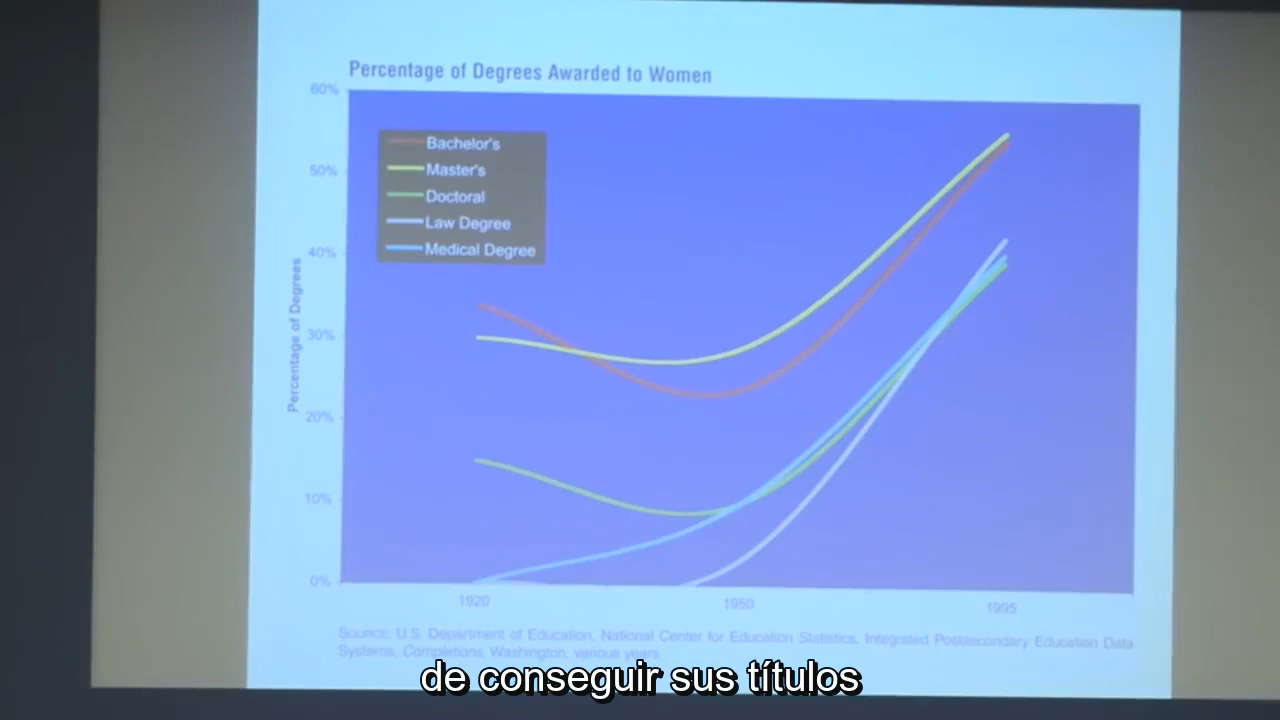 Percentage of Degrees Awarded to Women
60%
50%
40%
30%
20%
10%
0%
Percentage of Degrees
Bachelor's
Master's
Doctoral
Law Degree
Medical Degree
1920
1950
1995
Source: U.S. Department of Education, National Center for Education Statistics, Integrated Postsecondary Education Data
Systems, Completions, Washington, various years.
de conseguir sus títulos